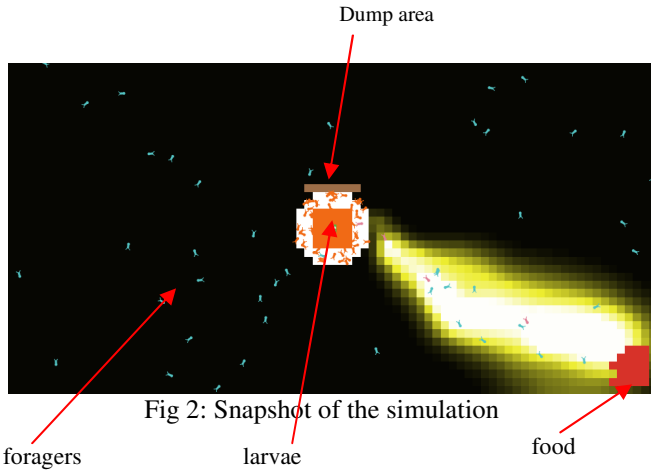 Dump area
Fig 2: Snapshot of the simulation
foragers
larvae
food